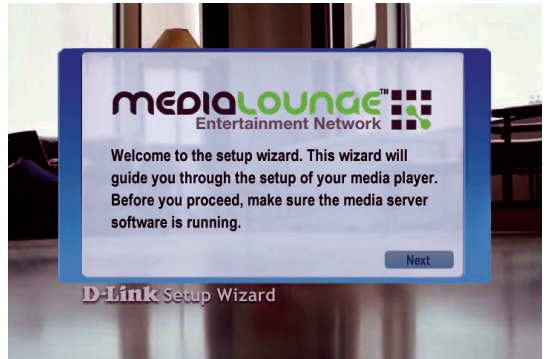 MEDIALOUNGE™
Entertainment Network
Welcome to the setup wizard. This wizard will
guide you through the setup of your media player.
Before you proceed, make sure the media server
software is running.
Next
D-Link Setup Wizard